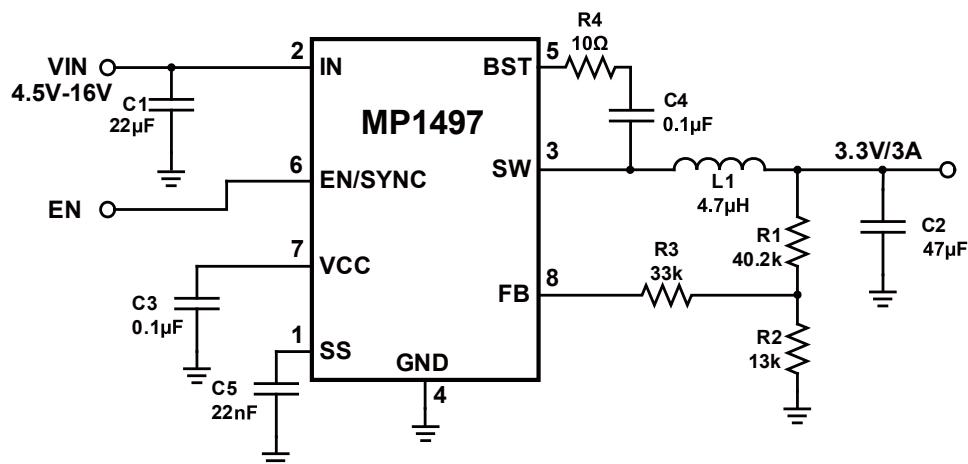 R4
10Ω
2
5
VIN
4.5V-16V
IN
BST
C1
22µF
MP1497
C4
0.1µF
6
3
3.3V/3A
EN/SYNC
SW
L1
4.7µH
EN
C2
47µF
R1
40.2k
7
VCC
R3
33k
8
FB
C3
0.1µF
1
SS
R2
13k
GND
C5
22nF
4